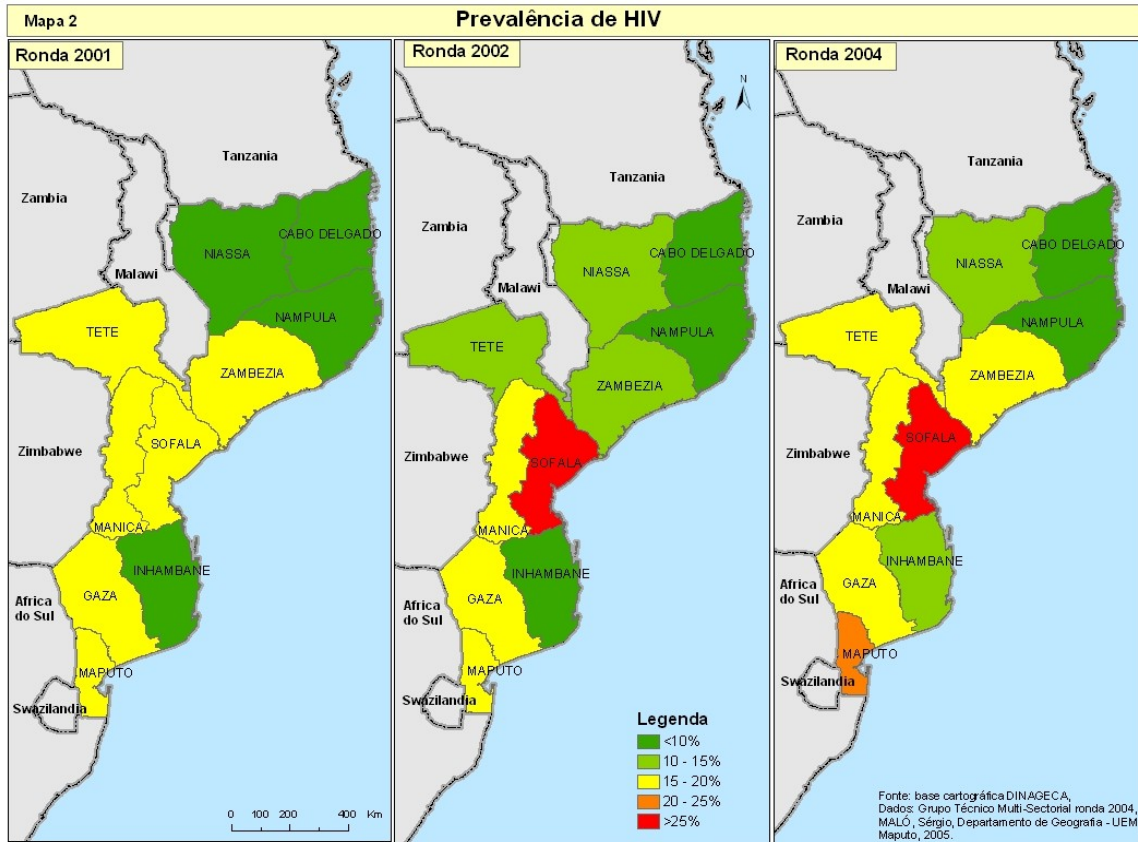 Mapa 2
Prevalência de HIV
Ronda 2001
Tanzania
Zambia
CABO DELGADO
NIASSA
Malawi
NAMPULA
TETE
ZAMBEZIA
SOFALA
Zimbabwe
MANICA
INHAMBANE
GAZA
Africa
do Sul
MAPUTO
Swazilandia
0 100 200 400 Km
Ronda 2002
N
Tanzania
Zambia
CABO DELGADO
NIASSA
Malawi
NAMPULA
TETE
ZAMBEZIA
Zimbabwe
SOFALA
MANICA
INHAMBANE
GAZA
Africa
do Sul
MAPUTO
Swazilandia
Legenda
<10%
10 - 15%
15 - 20%
20 - 25%
>25%
Ronda 2004
Tanzania
Zambia
CABO DELGADO
NIASSA
Malawi
NAMPULA
TETE
ZAMBEZIA
SOFALA
Zimbabwe
MANICA
INHAMBANE
GAZA
Africa
do Sul
MAPUTO
Swazilandia
Fonte: base cartográfica DINAGECA,
Dados: Grupo Técnico Multi-Sectorial ronda 2004,
MALÓ, Sérgio, Departamento de Geografia - UEM
Maputo, 2005.